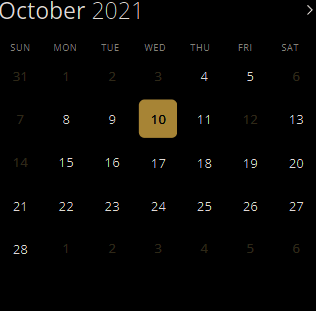 October 2021
SUN MON TUE WED THU FRI SAT
31 1 2 3 4 5 6
7 8 9 10 11 12 13
14 15 16 17 18 19 20
21 22 23 24 25 26 27
28 1 2 3 4 5 6